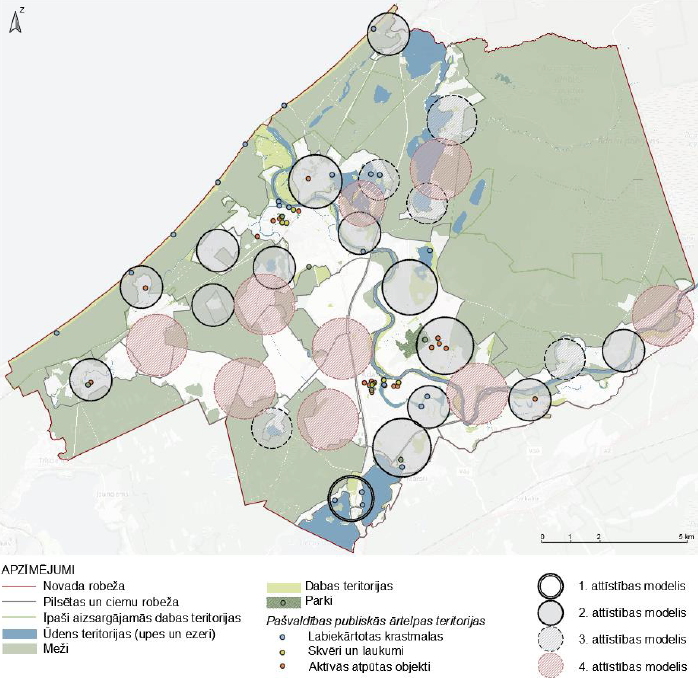 Z
0 1 2 5 km
APZĪMĒJUMI
Novada robeža
Pilsētas un ciemu robeža
Īpaši aizsargājamās dabas teritorijas
Ūdens teritorijas (upes un ezeri)
Meži
Dabas teritorijas
Parki
Pašvaldības publiskās ārtelpas teritorijas
Labiekārtotas krastmalas
Skvēri un laukumi
Aktīvās atpūtas objekti
1. attīstības modelis
2. attīstības modelis
3. attīstības modelis
4. attīstības modelis